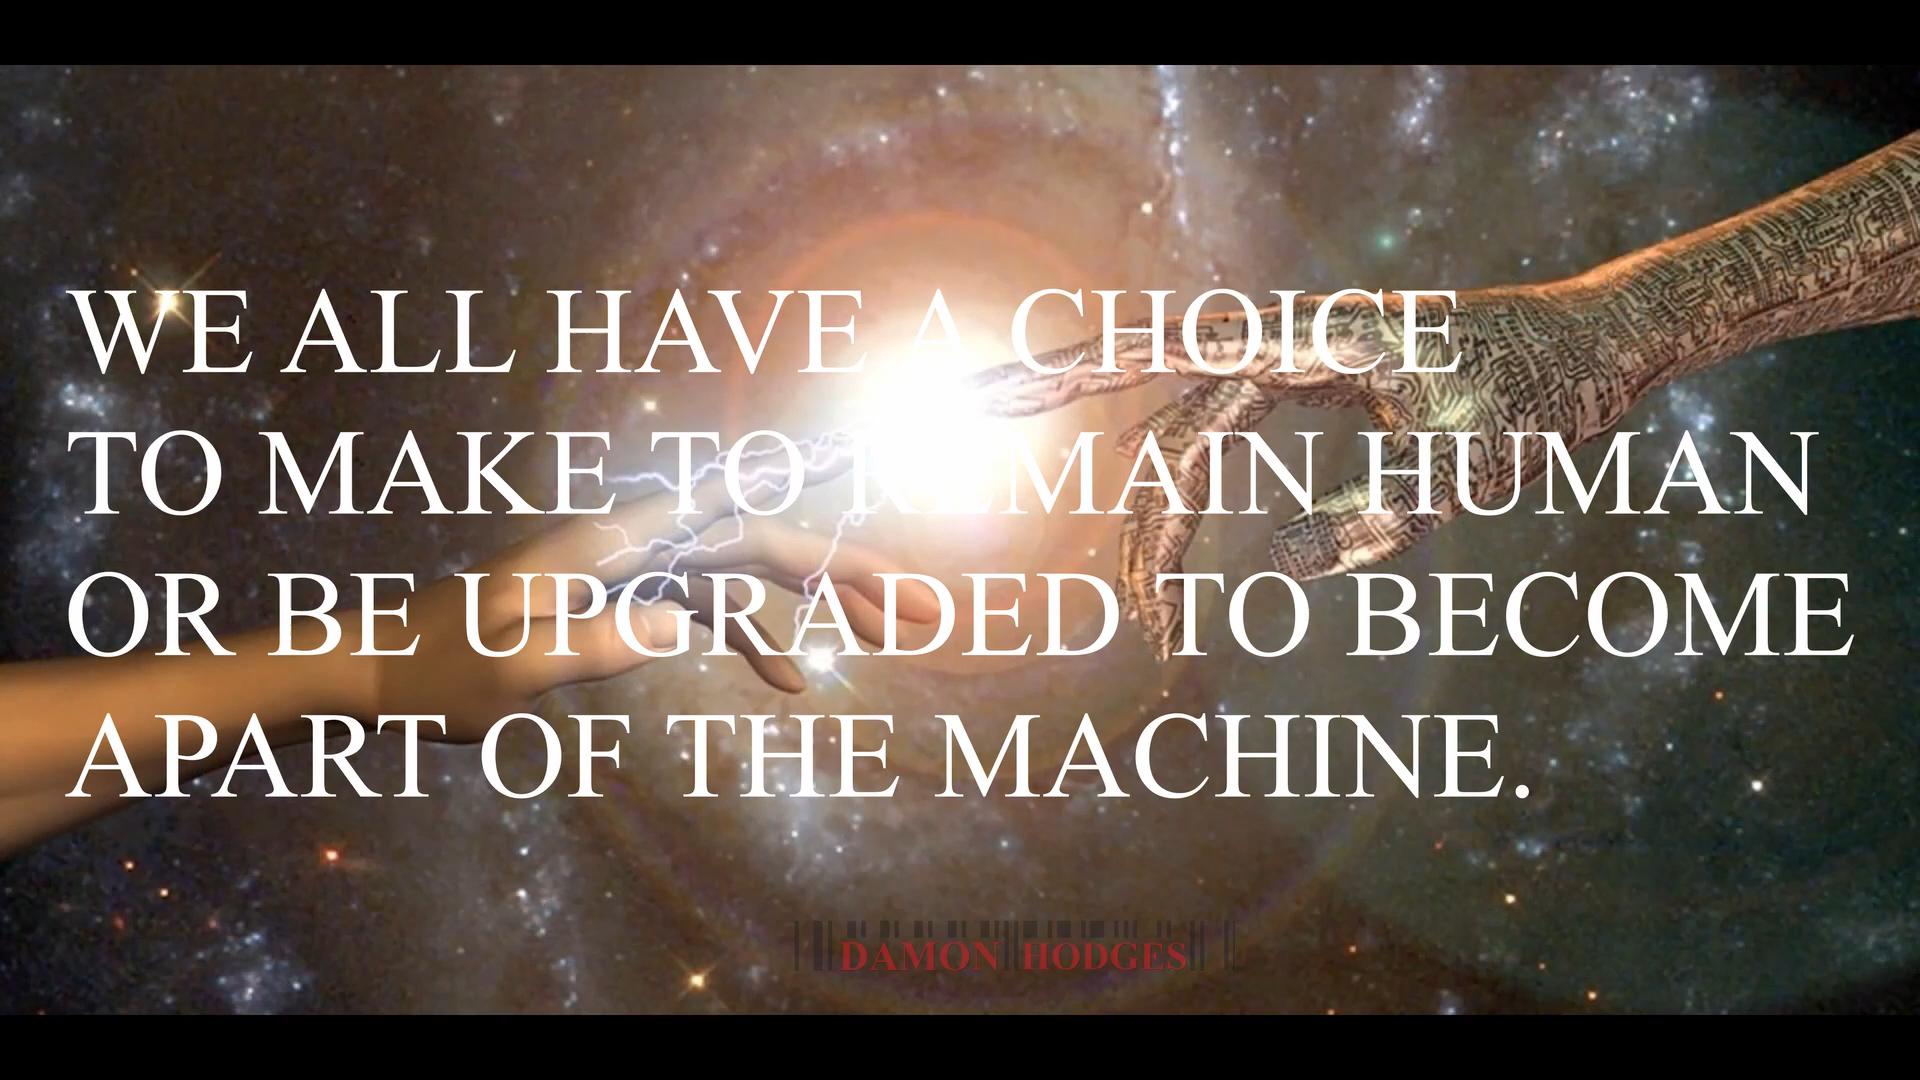 WE ALL HAVE A CHOICE
TO MAKE TO REMAIN HUMAN
OR BE UPGRADED TO BECOME
APART OF THE MACHINE.
DAMON HODGES